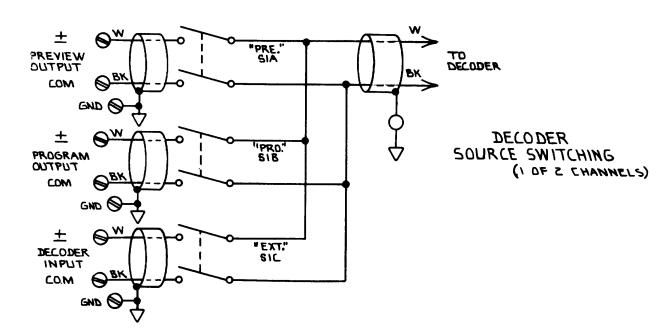 ±
PREVIEW
OUTPUT
COM
W
BK
GND
"PRE."
S1A
W
BK
TO
DECODER
±
PROGRAM
OUTPUT
COM
W
BK
GND
"PRO."
S1B
DECODER
SOURCE SWITCHING
(1 OF 2 CHANNELS)
±
DECODER
INPUT
COM
W
BK
GND
"EXT."
S1C